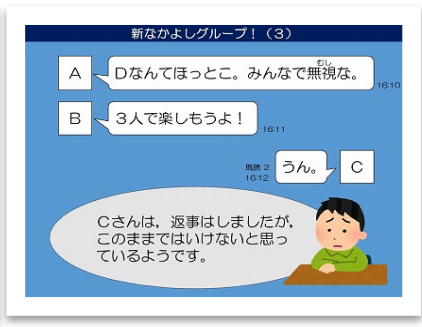 新なかよしグループ!(3)
A
Dなんてほっとこ。みんなで無視な。
むし
16:10
B
3人で楽しもうよ!
16:11
既読 2
16:12
うん。
C
Cさんは,返事はしましたが,
このままではいけないと思っ
ているようです。